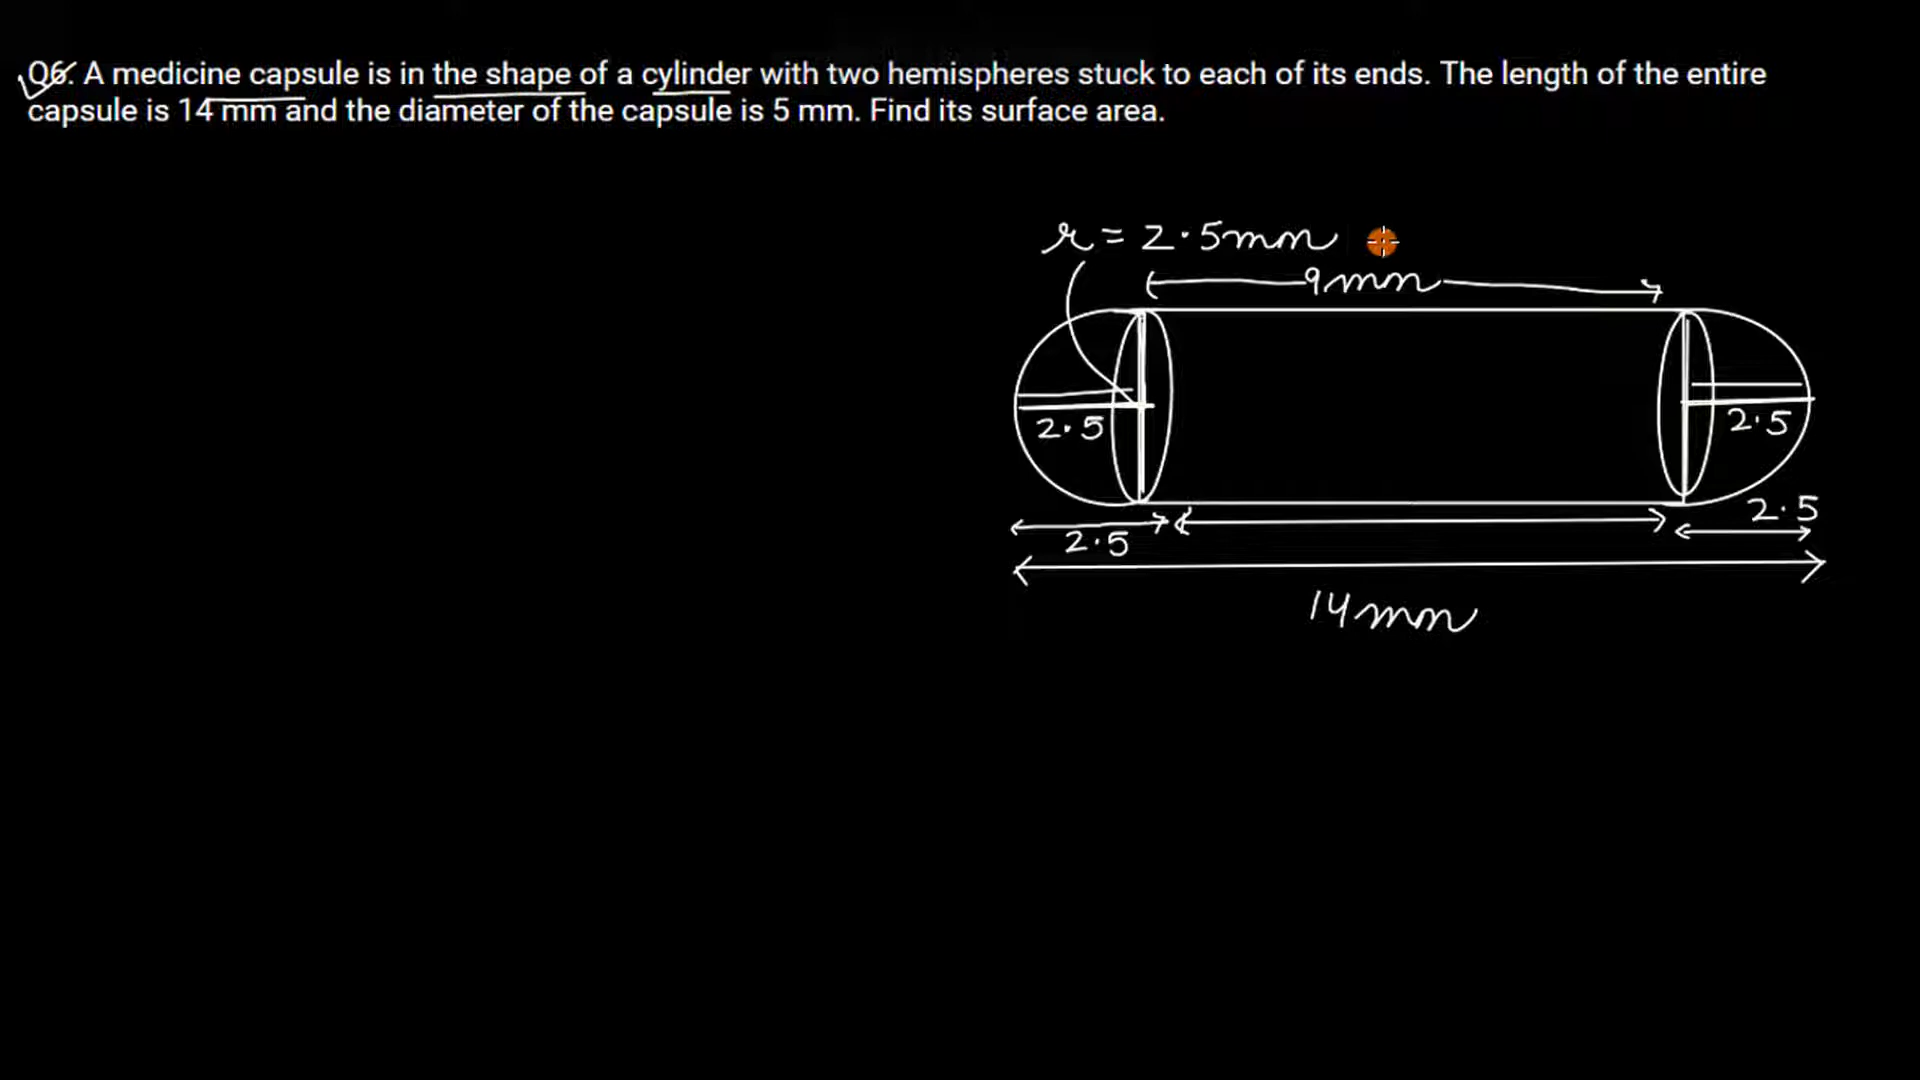 Q6. A medicine capsule is in the shape of a cylinder with two hemispheres stuck to each of its ends. The length of the entire
capsule is 14 mm and the diameter of the capsule is 5 mm. Find its surface area.
r = 2.5mm
9mm
2.5
2.5
2.5
2.5
14mm